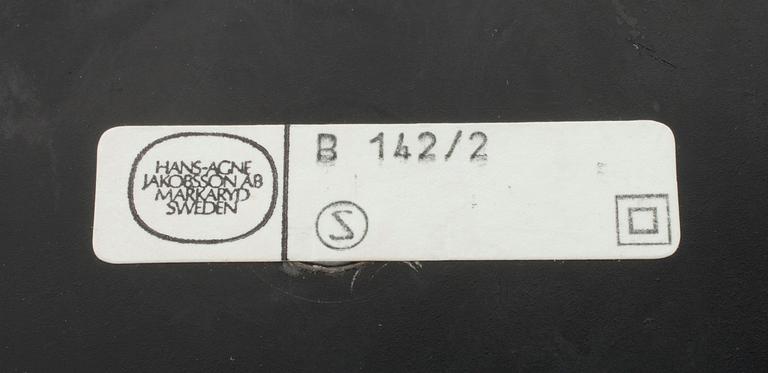 HANS-AGNE
JAKOBSSON AB
MARKARYD
SWEDEN
B 142/2
S